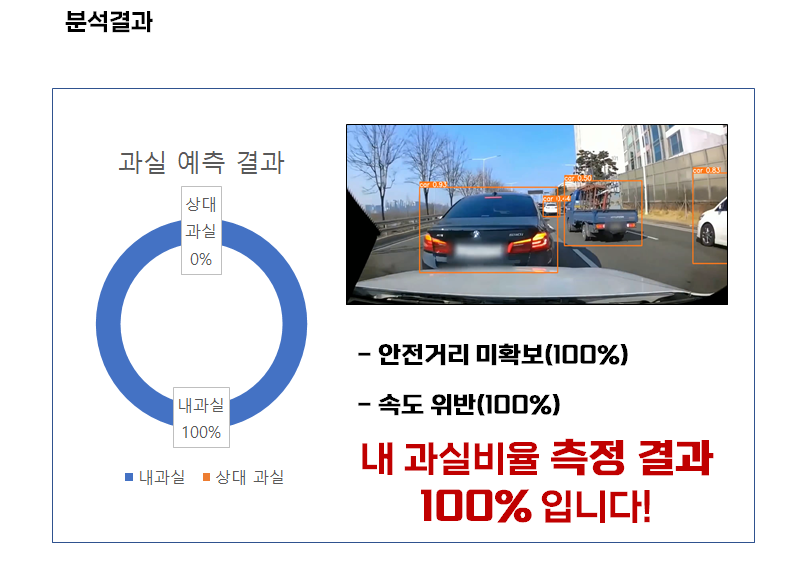 분석결과
과실 예측 결과
상대
과실
0%
내과실
100%
내과실 상대 과실
car 0.93
car 0.50
car 0.83
- 안전거리 미확보(100%)
- 속도 위반(100%)
내 과실비율 측정 결과
100% 입니다!